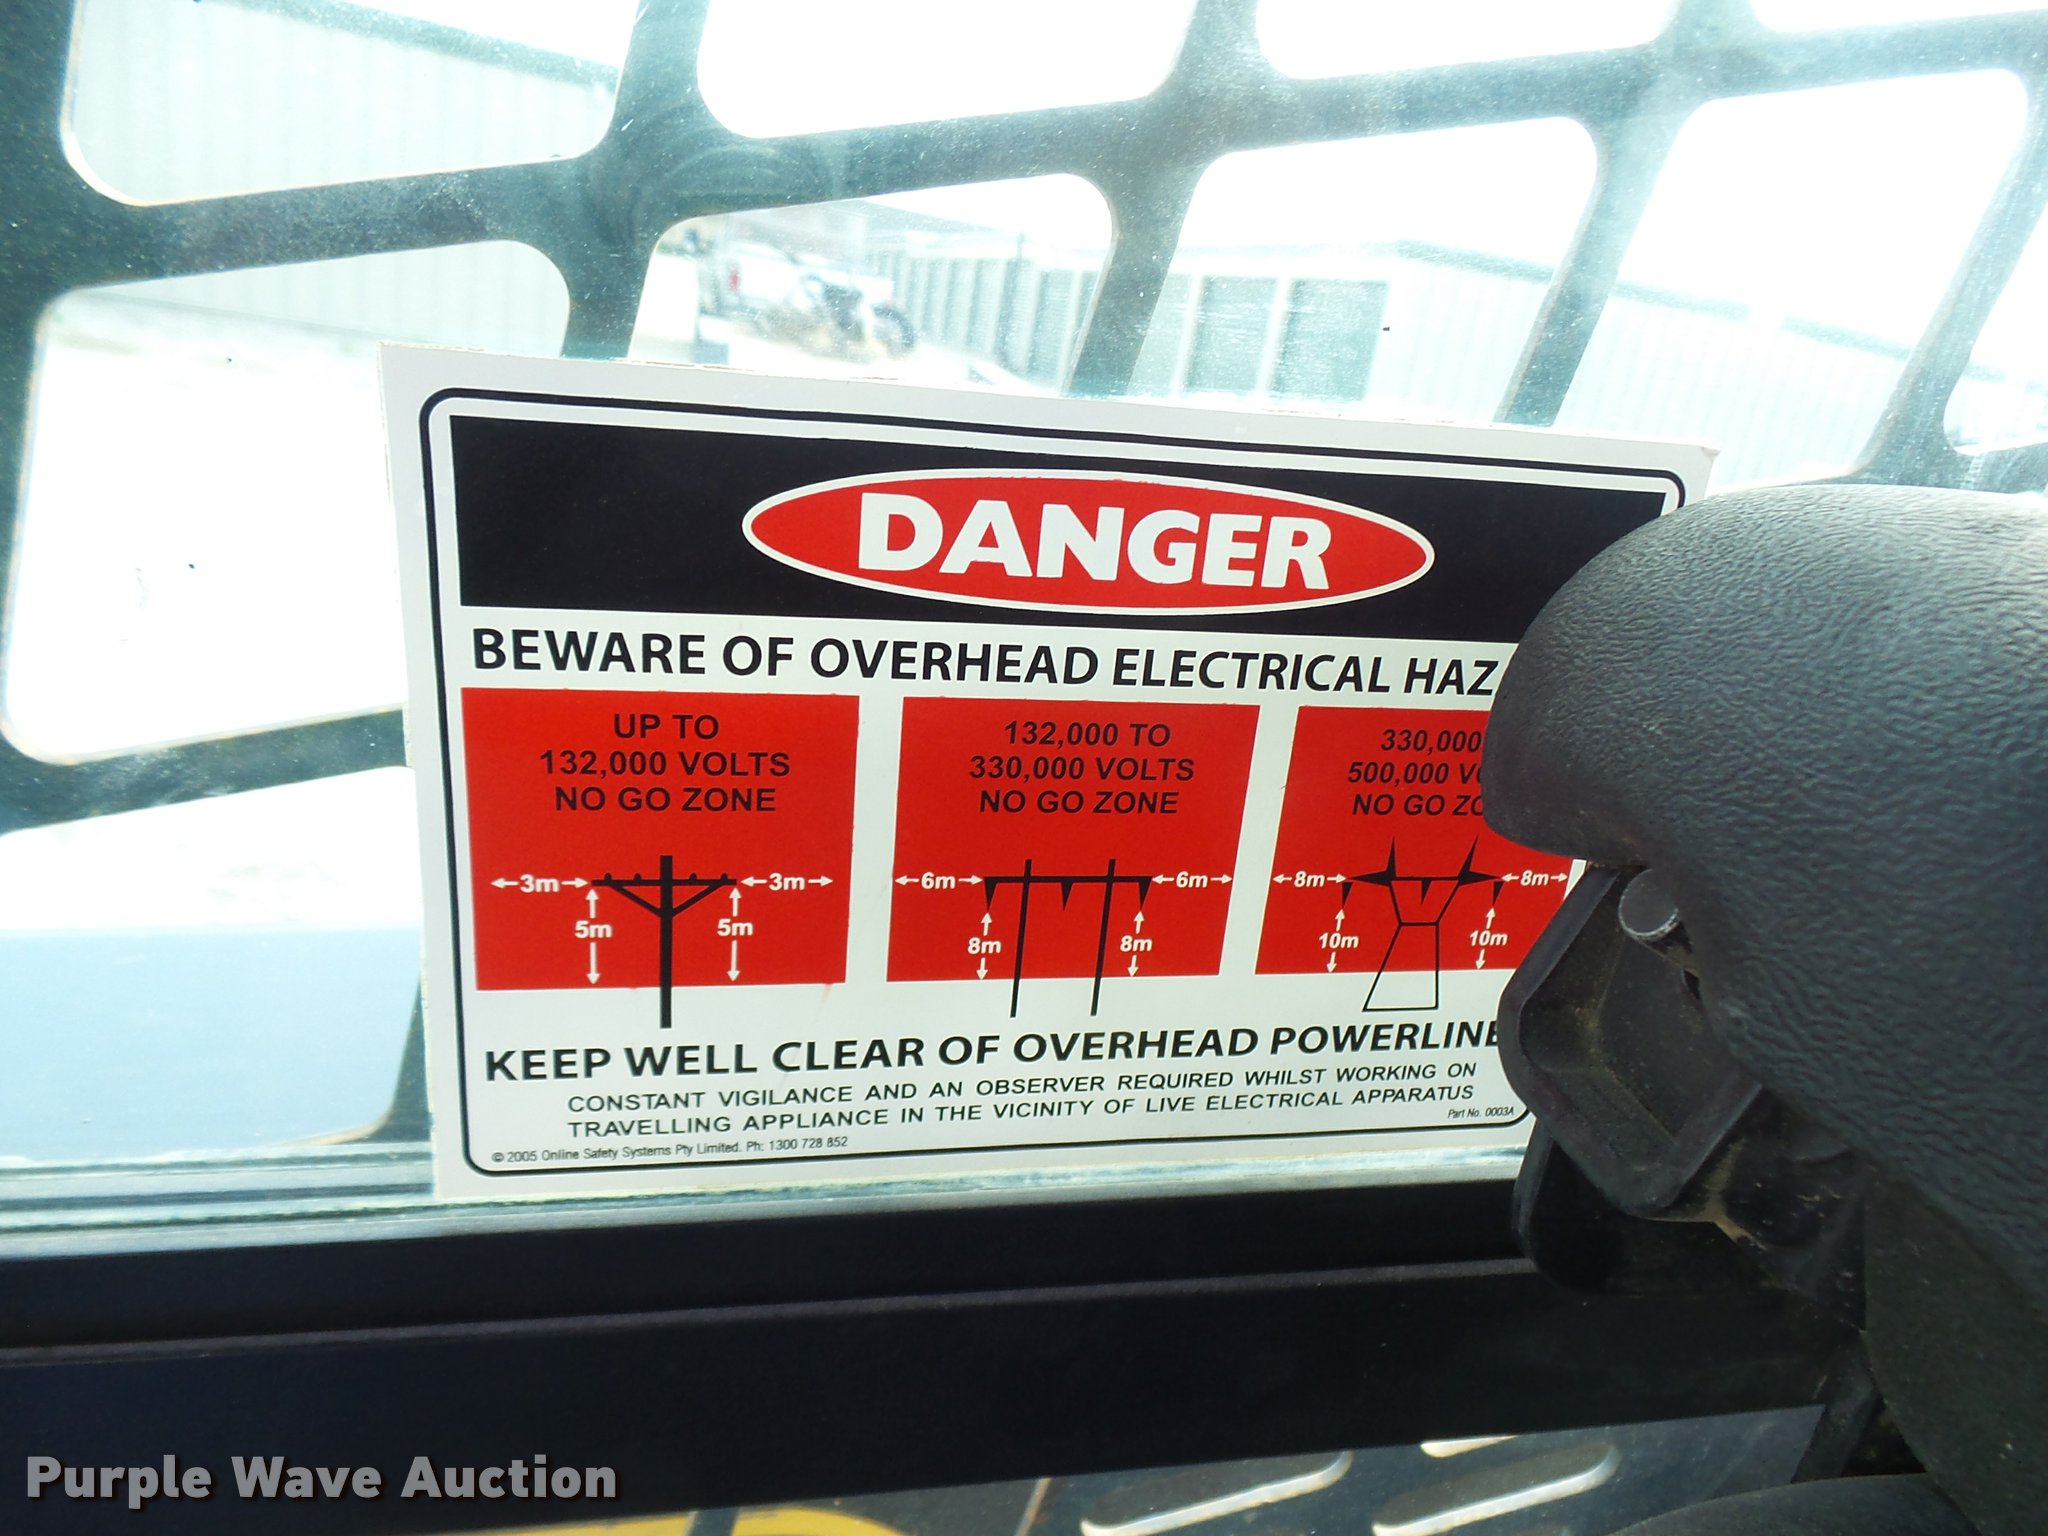 DANGER
BEWARE OF OVERHEAD ELECTRICAL
UP TO
132,000 VOLTS
NO GO ZONE
3m
3m
5m
5m
132,000 TO
330,000 VOLTS
NO GO ZONE
6m
6m
8m
8m
330,000
500,000
NO GO
8m
8m
10m
10m
KEEP WELL CLEAR OF OVERHEAD POWERLINE
CONSTANT VIGILANCE AND AN OBSERVER REQUIRED WHILST WORKING ON
TRAVELLING APPLIANCE IN THE VICINITY OF LIVE ELECTRICAL APPARATUS
Part No. 0003A
© 2005 Online Safety Systems Pty Limited. Ph: 1300 728 852
Purple Wave Auction